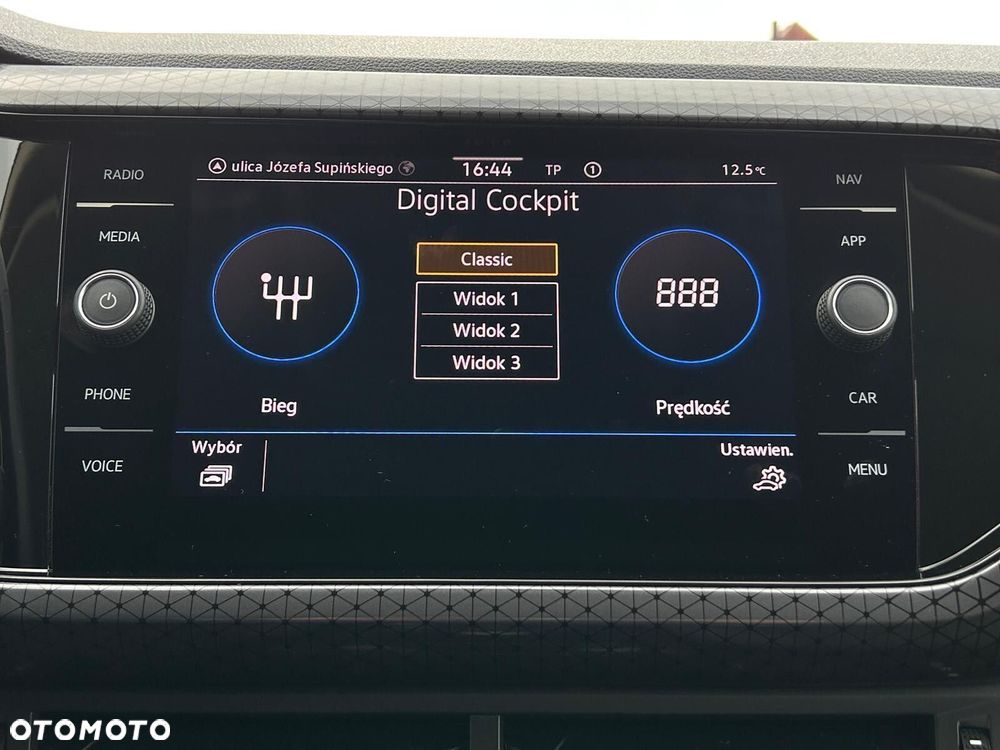 RADIO
MEDIA
PHONE
VOICE
ulica Józefa Supińskiego 16:44 TP 1 12.5°C
Digital Cockpit
Classic
Widok 1
Widok 2
Widok 3
888
Bieg
Prędkość
Wybór
Ustawien.
NAV
APP
CAR
MENU
OTOMOTO